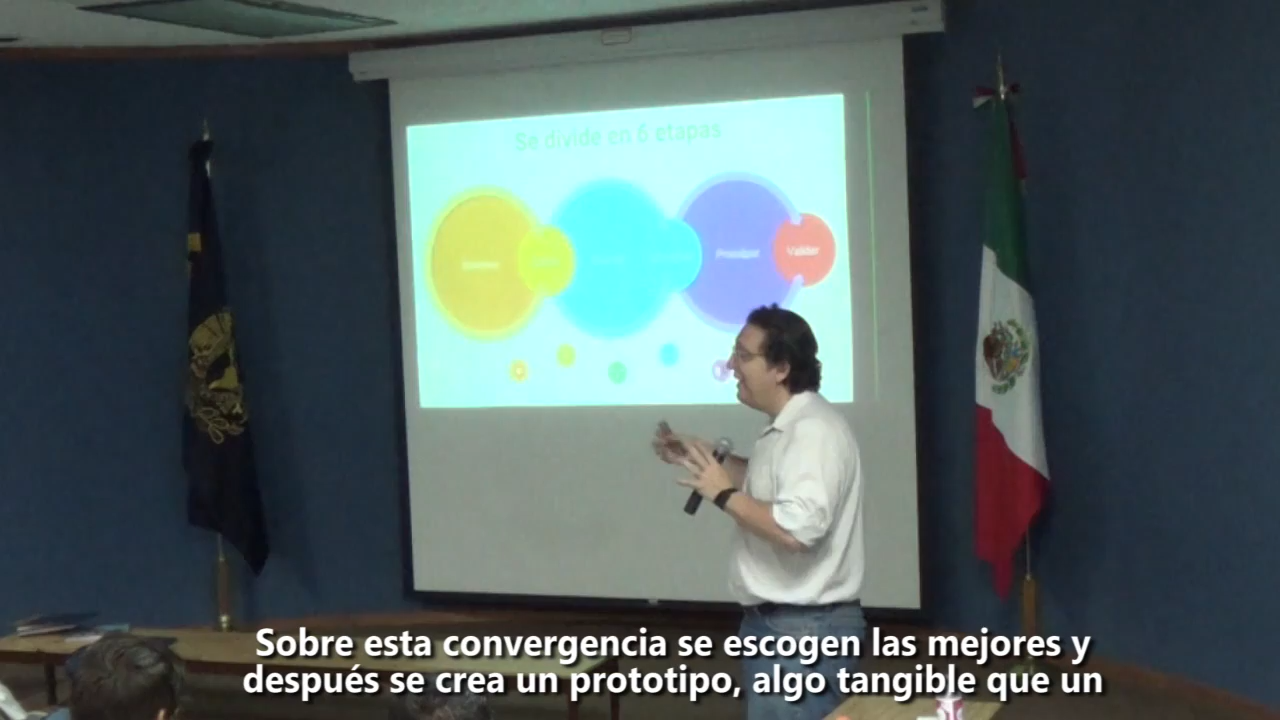 Se divide en 6 etapas
Prototipar
Validar
Sobre esta convergencia se escogen las mejores y
después se crea un prototipo, algo tangible que un